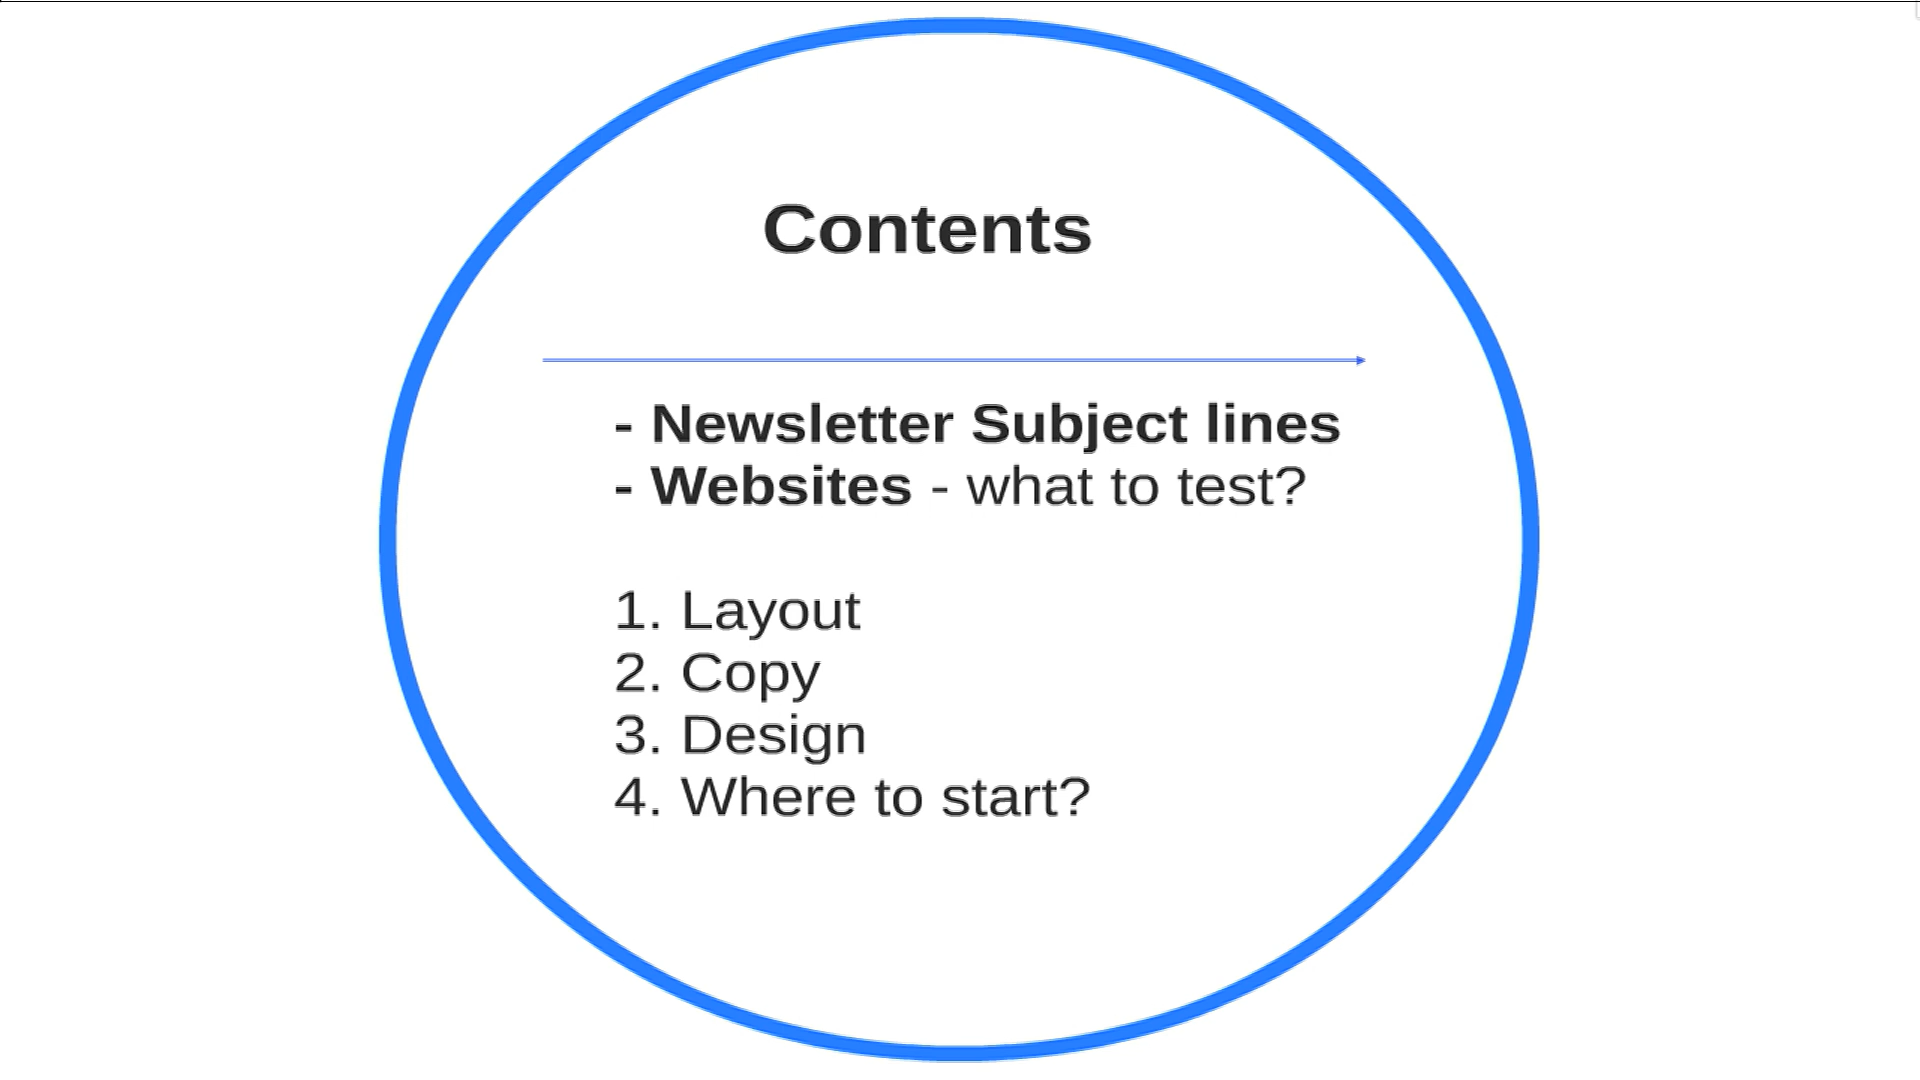 Contents
- Newsletter Subject lines
- Websites - what to test?
1. Layout
2. Copy
3. Design
4. Where to start?